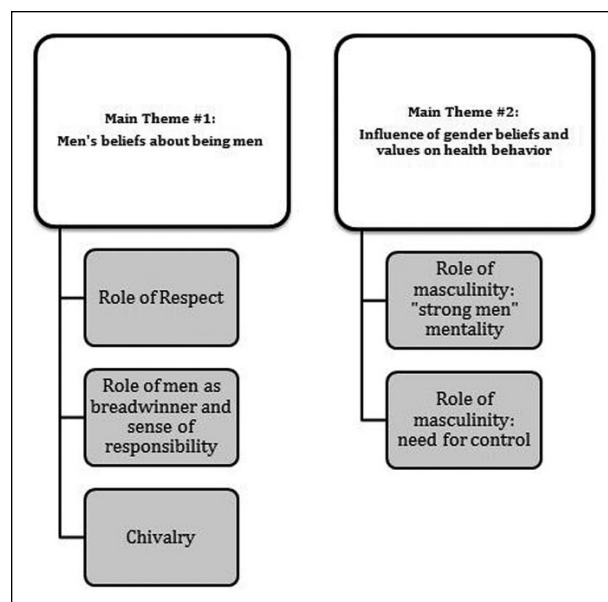 Main Theme #1:
Men's beliefs about being men
Role of Respect
Role of men as
breadwinner and
sense of
responsibility
Chivalry
Main Theme #2:
Influence of gender beliefs and
values on health behavior
Role of
masculinity:
"strong men"
mentality
Role of
masculinity:
need for control